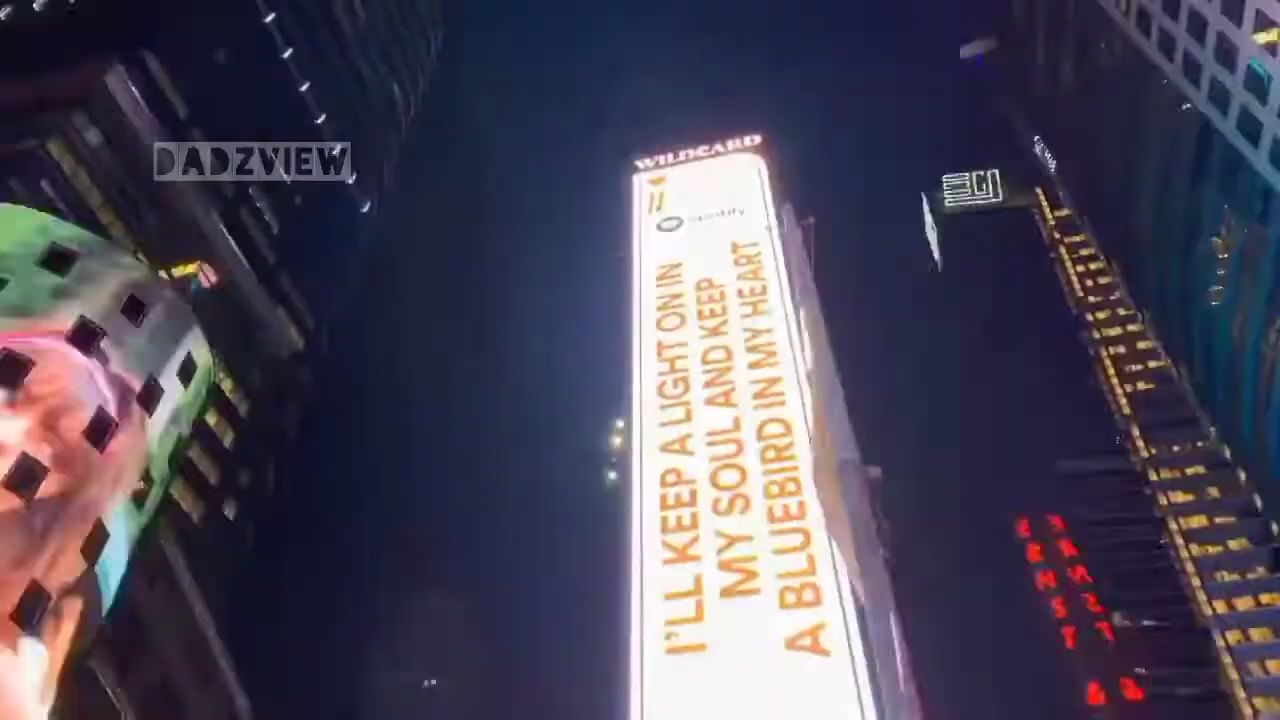 DADZVIEW
WILDCARD
Spotify
I'LL KEEP A LIGHT ON IN
MY SOUL AND KEEP
A BLUEBIRD IN MY HEART